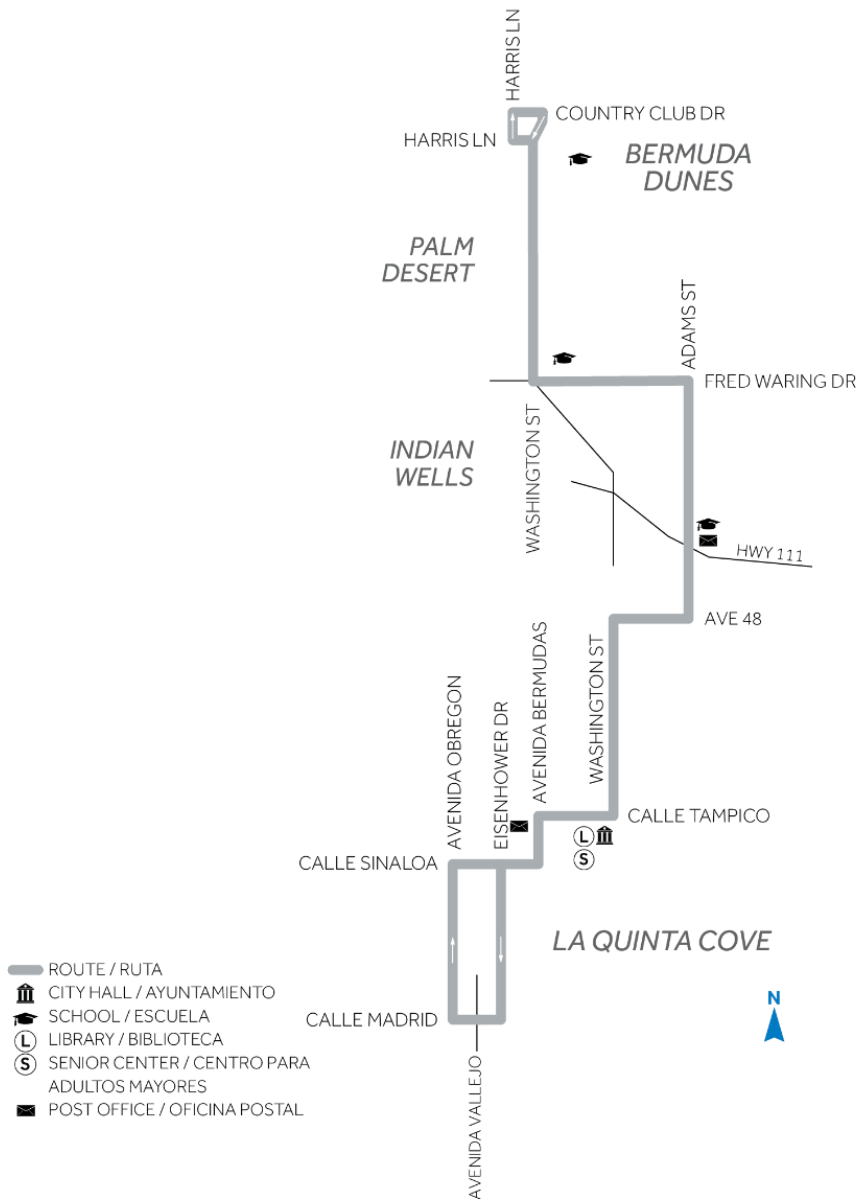 HARRIS LN
COUNTRY CLUB DR
HARRIS LN
BERMUDA
DUNES
PALM
DESERT
ADAMS ST
FRED WARING DR
WASHINGTON ST
INDIAN
WELLS
HWY 111
AVE 48
AVENIDA BERMUDAS
WASHINGTON ST
AVENIDA OBREGON
EISENHOWER DR
CALLE TAMPICO
L
S
CALLE SINALOA
LA QUINTA COVE
CALLE MADRID
AVENIDA VALLEJO
N
ROUTE / RUTA
CITY HALL / AYUNTAMIENTO
SCHOOL / ESCUELA
L LIBRARY / BIBLIOTECA
S SENIOR CENTER / CENTRO PARA
ADULTOS MAYORES
POST OFFICE / OFICINA POSTAL